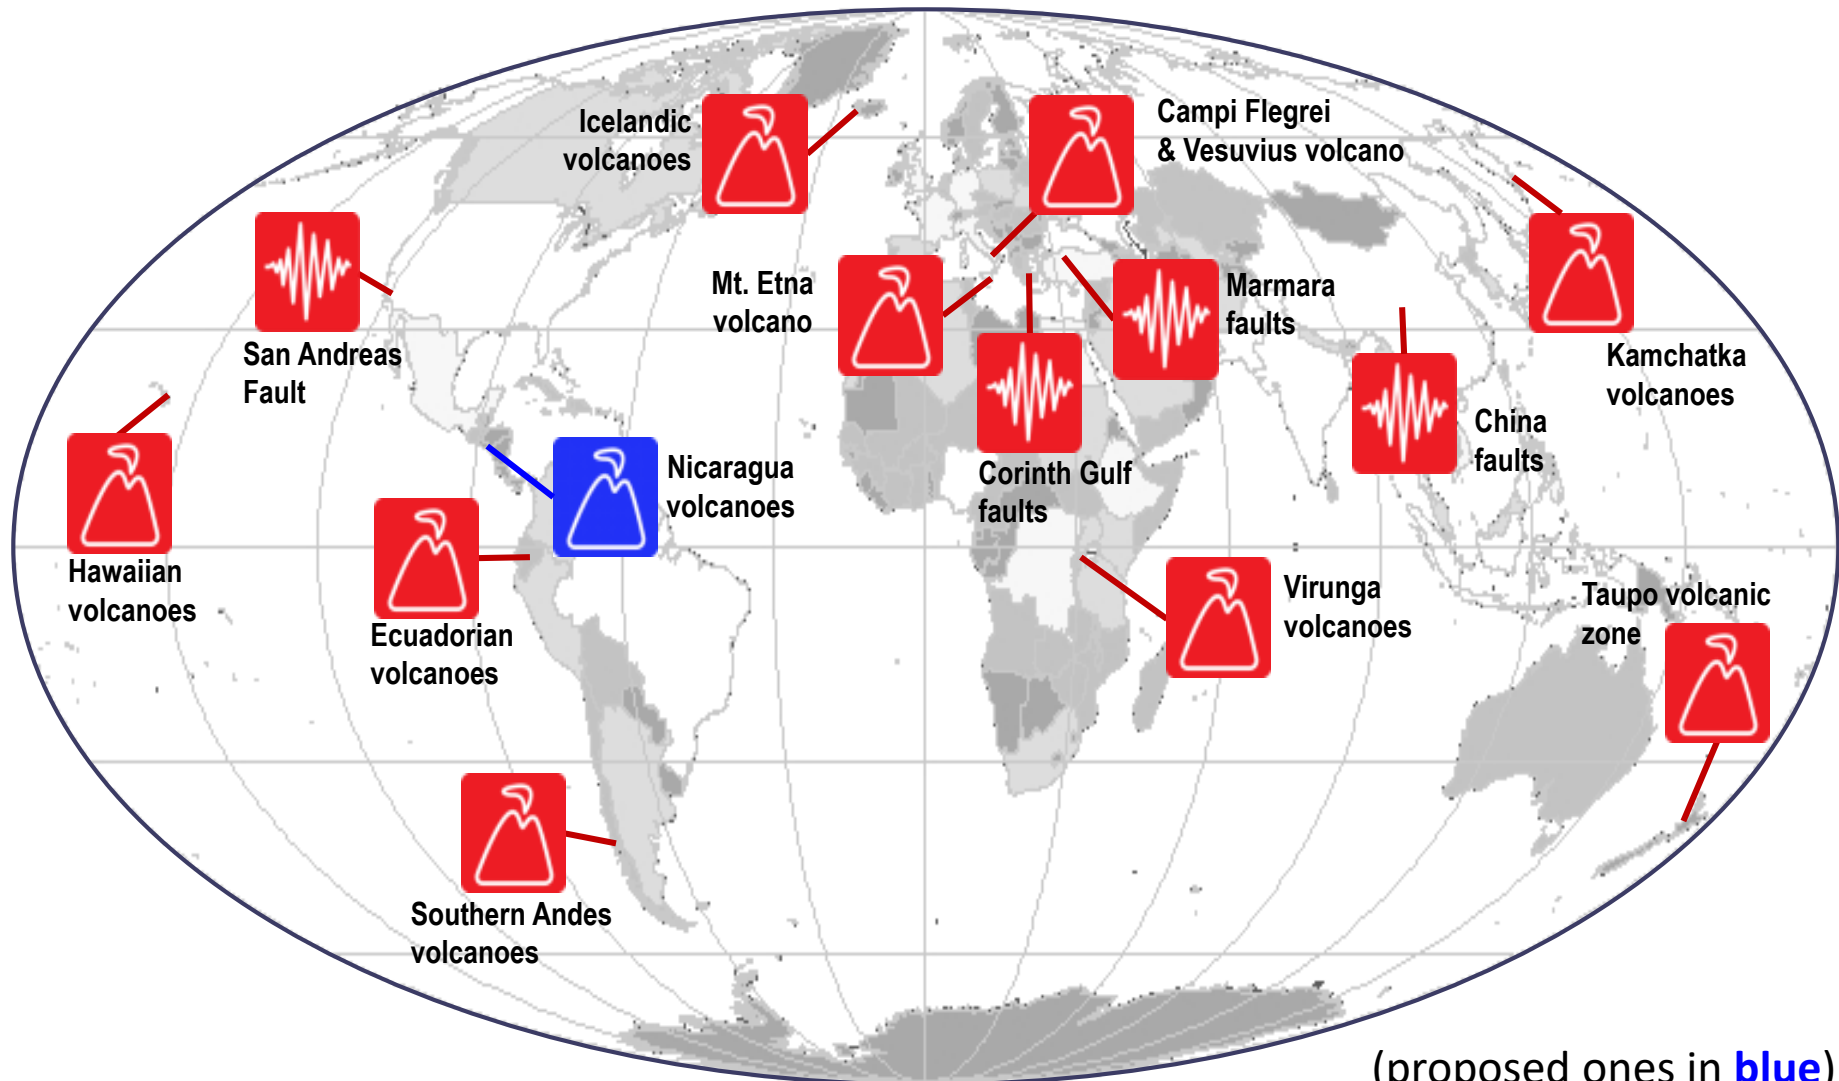 Icelandic
volcanoes
Campi Flegrei
& Vesuvius volcano
Mt. Etna
volcano
Marmara
faults
San Andreas
Fault
Kamchatka
volcanoes
China
faults
Nicaragua
volcanoes
Corinth Gulf
faults
Hawaiian
volcanoes
Ecuadorian
volcanoes
Virunga
volcanoes
Taupo volcanic
zone
Southern Andes
volcanoes
(proposed ones in blue)